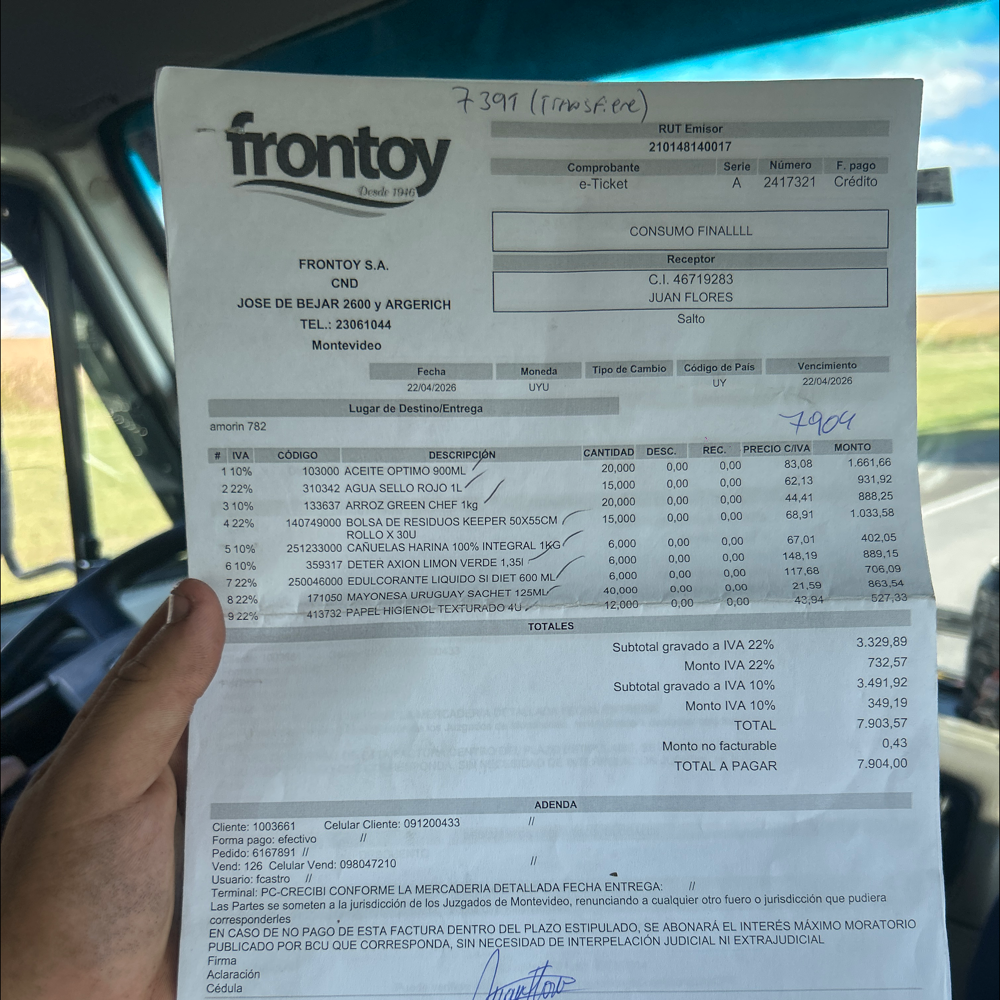 7391 (Transfiere)
frontoy
Desde 1946
RUT Emisor
210148140017
Comprobante Serie Número F. pago
e-Ticket A 2417321 Crédito
CONSUMO FINALLLL
Receptor
C.I. 46719283
JUAN FLORES
Salto
FRONTOY S.A.
CND
JOSE DE BEJAR 2600 y ARGERICH
TEL.: 23061044
Montevideo
Fecha Moneda Tipo de Cambio Código de País Vencimiento
22/04/2026 UYU UY 22/04/2026
Lugar de Destino/Entrega
amorin 782
7904
# IVA CÓDIGO DESCRIPCIÓN CANTIDAD DESC. REC. PRECIO C/IVA MONTO
1 10% 103000 ACEITE OPTIMO 900ML 20,000 0,00 0,00 83,08 1.661,66
2 22% 310342 AGUA SELLO ROJO 1L 15,000 0,00 0,00 62,13 931,92
3 10% 133637 ARROZ GREEN CHEF 1kg 20,000 0,00 0,00 44,41 888,25
4 22% 140749000 BOLSA DE RESIDUOS KEEPER 50X55CM 15,000 0,00 0,00 68,91 1.033,58
ROLLO X 30U
5 10% 251233000 CAÑUELAS HARINA 100% INTEGRAL 1KG 6,000 0,00 0,00 67,01 402,05
6 10% 359317 DETER AXION LIMON VERDE 1,35l 6,000 0,00 0,00 148,19 889,15
7 22% 250046000 EDULCORANTE LIQUIDO SI DIET 600 ML 6,000 0,00 0,00 117,68 706,09
8 22% 171050 MAYONESA URUGUAY SACHET 125ML 40,000 0,00 0,00 21,59 863,54
9 22% 413732 PAPEL HIGIENOL TEXTURADO 4U 12,000 0,00 0,00 43,94 527,33
TOTALES
Subtotal gravado a IVA 22% 3.329,89
Monto IVA 22% 732,57
Subtotal gravado a IVA 10% 3.491,92
Monto IVA 10% 349,19
TOTAL 7.903,57
Monto no facturable 0,43
TOTAL A PAGAR 7.904,00
ADENDA
Cliente: 1003661 Celular Cliente: 091200433 //
Forma pago: efectivo //
Pedido: 6167891 //
Vend: 126 Celular Vend: 098047210 //
Usuario: fcastro //
Terminal: PC-CRECIBI CONFORME LA MERCADERIA DETALLADA FECHA ENTREGA: //
Las Partes se someten a la jurisdicción de los Juzgados de Montevideo, renunciando a cualquier otro fuero o jurisdicción que pudiera
corresponderles
EN CASO DE NO PAGO DE ESTA FACTURA DENTRO DEL PLAZO ESTIPULADO, SE ABONARÁ EL INTERÉS MÁXIMO MORATORIO
PUBLICADO POR BCU QUE CORRESPONDA, SIN NECESIDAD DE INTERPELACIÓN JUDICIAL NI EXTRAJUDICIAL
Firma
Aclaración
Cédula